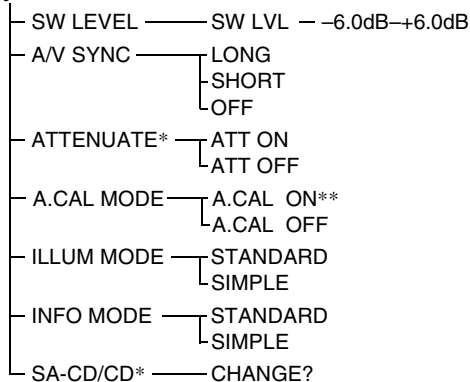 SW LEVEL SW LVL –6.0dB–+6.0dB
A/V SYNC LONG
SHORT
OFF
ATTENUATE* ATT ON
ATT OFF
A.CAL MODE A.CAL ON**
A.CAL OFF
ILLUM MODE STANDARD
SIMPLE
INFO MODE STANDARD
SIMPLE
SA-CD/CD* CHANGE?